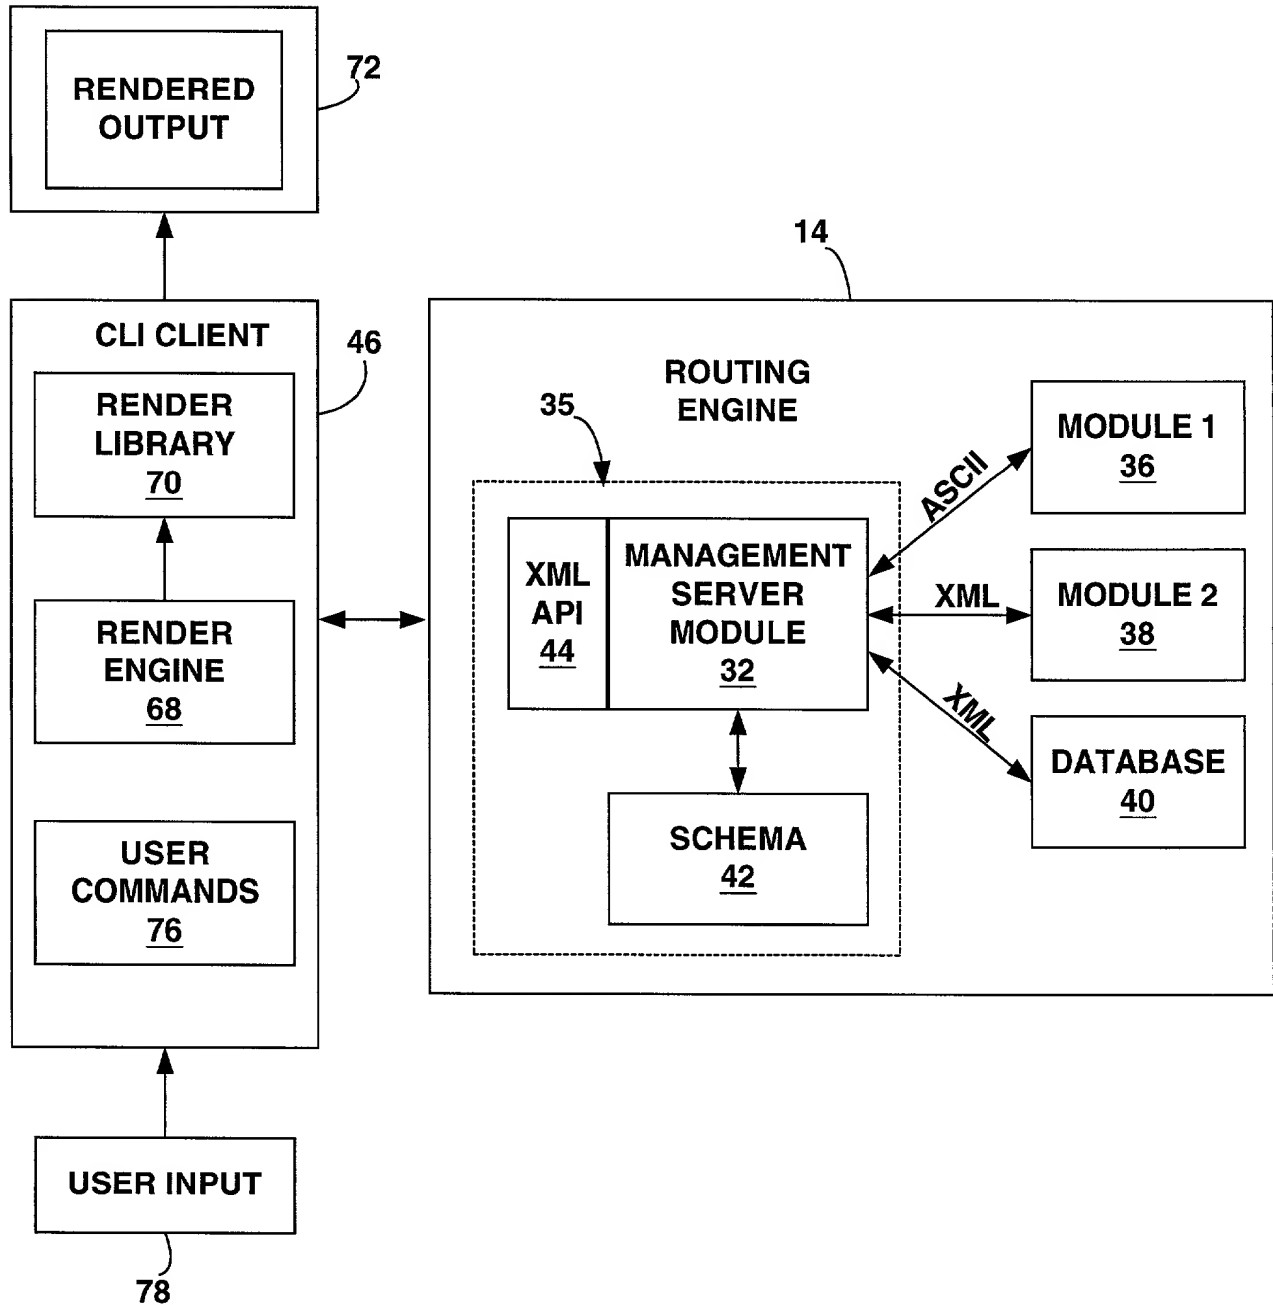 RENDERED
OUTPUT
72
CLI CLIENT
46
RENDER
LIBRARY
70
RENDER
ENGINE
68
USER
COMMANDS
76
USER INPUT
78
14
ROUTING
ENGINE
35
XML
API
44
MANAGEMENT
SERVER
MODULE
32
SCHEMA
42
ASCII
XML
XML
MODULE 1
36
MODULE 2
38
DATABASE
40